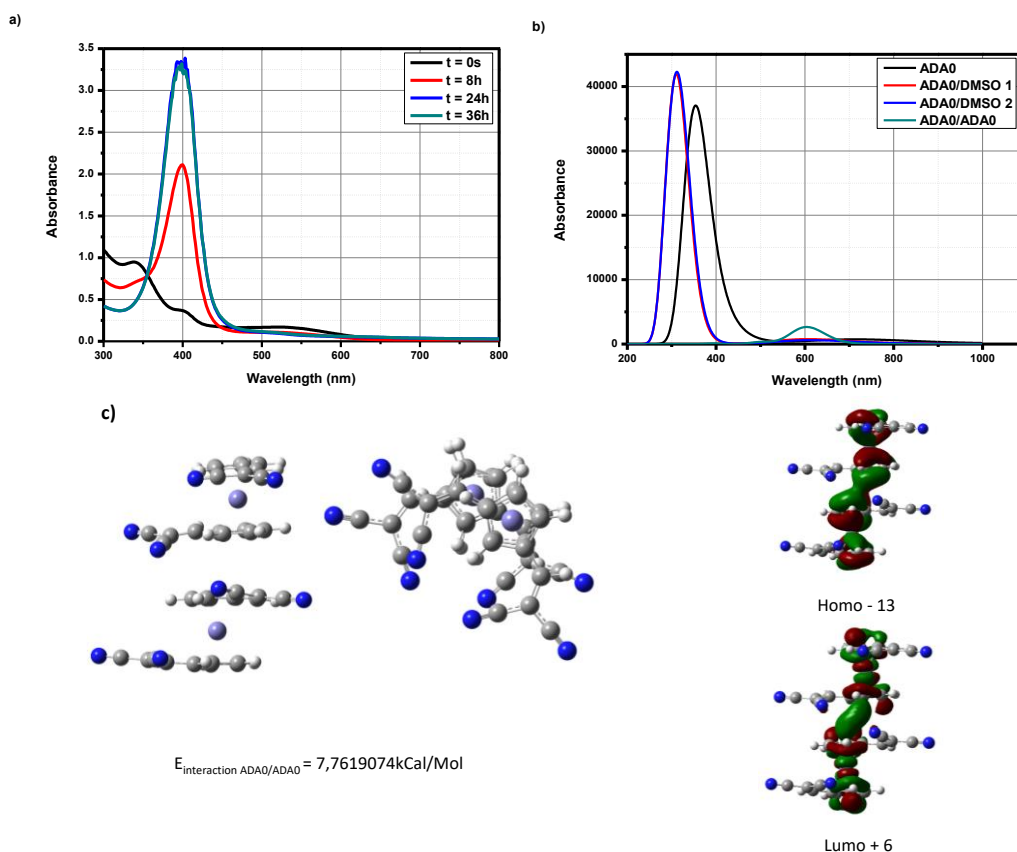 a)
3.5
3.0
2.5
2.0
1.5
1.0
0.5
0.0
300
400
500
600
700
800
Absorbance
Wavelength (nm)
t = 0s
t = 8h
t = 24h
t = 36h
b)
40000
30000
20000
10000
0
200
400
600
800
1000
Absorbance
Wavelength (nm)
ADA0
ADA0/DMSO 1
ADA0/DMSO 2
ADA0/ADA0
c)
E interaction ADA0/ADA0 = 7,7619074kCal/Mol
Homo - 13
Lumo + 6